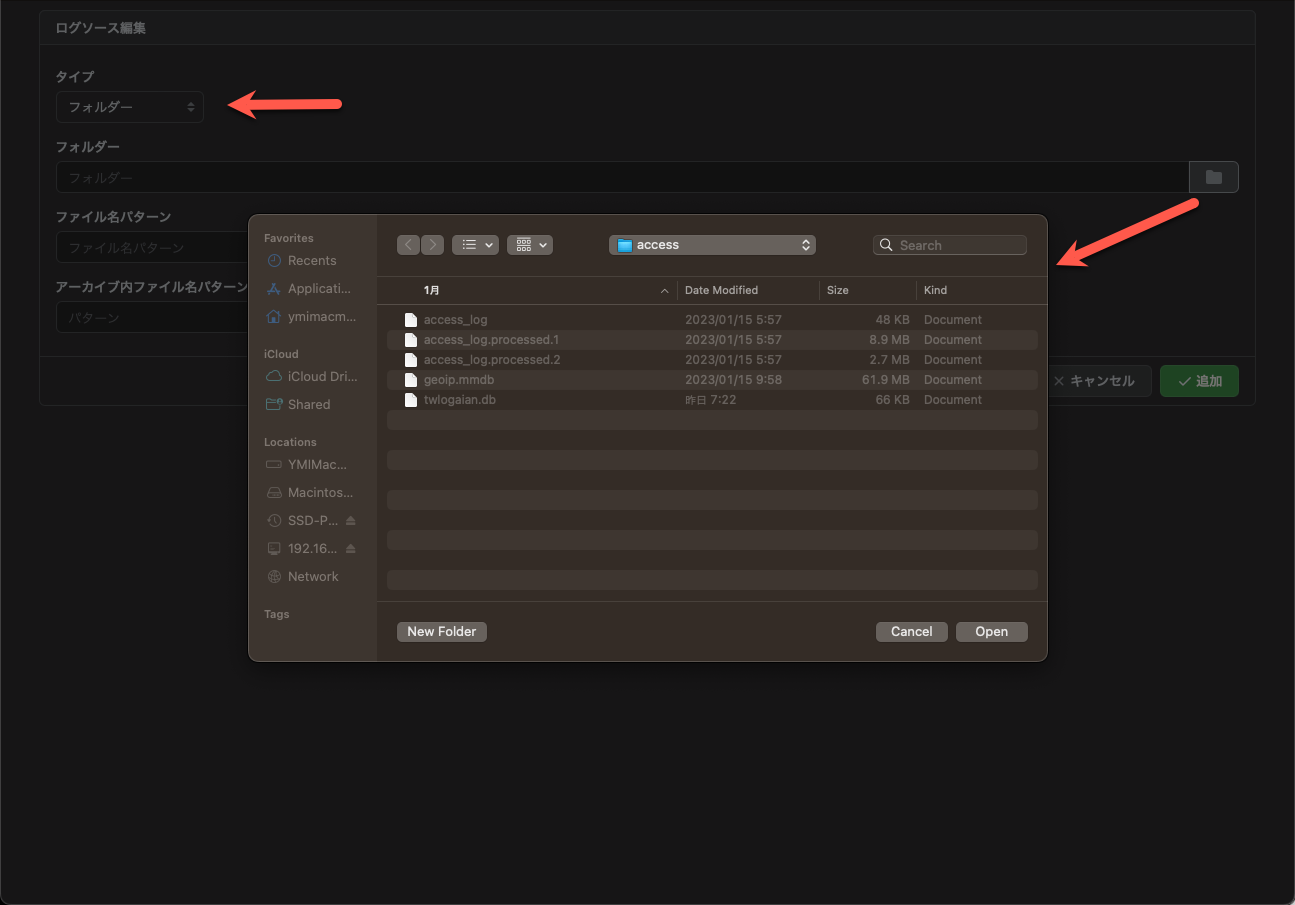 ログソース編集
タイプ
フォルダー
フォルダー
フォルダー
ファイル名パターン
ファイル名パターン
アーカイブ内ファイル名パターン
パターン
キャンセル
追加
Favorites
Recents
Applicati...
ymimacm...
iCloud
iCloud Dri...
Shared
Locations
YMIMac...
Macintos...
SSD-P...
192.16...
Network
Tags
access
Search
1月 Date Modified Size Kind
access_log 2023/01/15 5:57 48 KB Document
access_log.processed.1 2023/01/15 5:57 8.9 MB Document
access_log.processed.2 2023/01/15 5:57 2.7 MB Document
geoip.mmdb 2023/01/15 9:58 61.9 MB Document
twlogaian.db 昨日 7:22 66 KB Document
New Folder Cancel Open